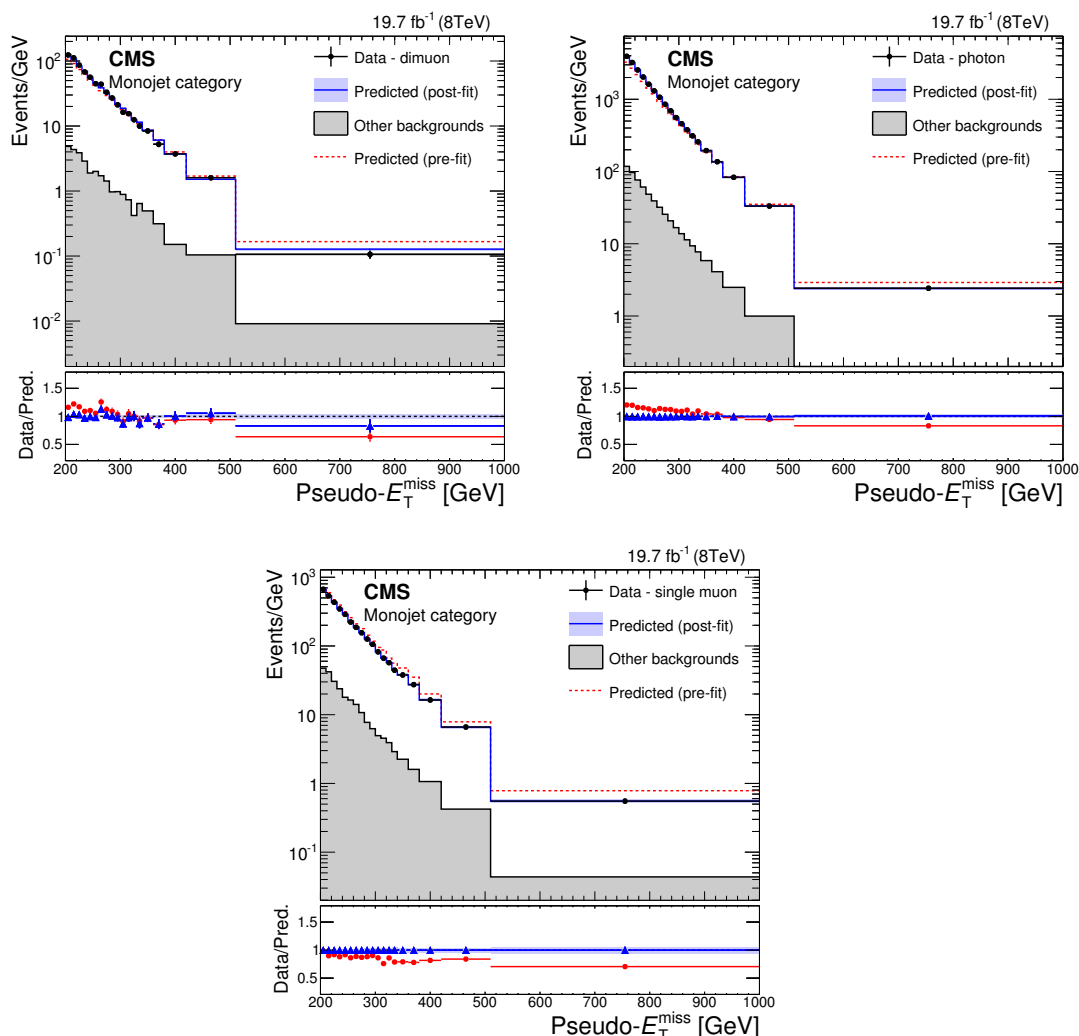 19.7 fb⁻¹ (8TeV)
Events/GeV
10²
10
1
10⁻¹
10⁻²
CMS
Monojet category
Data - dimuon
Predicted (post-fit)
Other backgrounds
Predicted (pre-fit)
Data/Pred.
1.5
1
0.5
200 300 400 500 600 700 800 900 1000
Pseudo-E_T^miss [GeV]
19.7 fb⁻¹ (8TeV)
Events/GeV
10³
10²
10
1
CMS
Monojet category
Data - photon
Predicted (post-fit)
Other backgrounds
Predicted (pre-fit)
Data/Pred.
1.5
1
0.5
200 300 400 500 600 700 800 900 1000
Pseudo-E_T^miss [GeV]
19.7 fb⁻¹ (8TeV)
Events/GeV
10³
10²
10
1
10⁻¹
CMS
Monojet category
Data - single muon
Predicted (post-fit)
Other backgrounds
Predicted (pre-fit)
Data/Pred.
1.5
1
0.5
200 300 400 500 600 700 800 900 1000
Pseudo-E_T^miss [GeV]